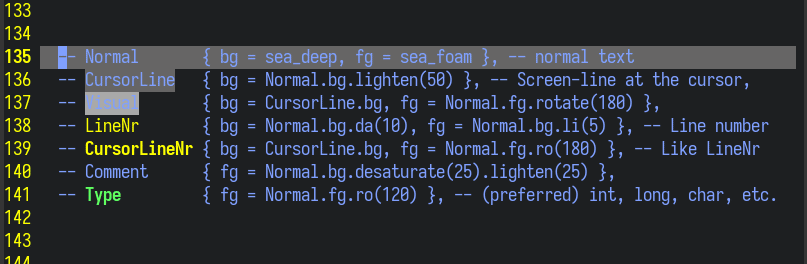 133
134
135 -- Normal { bg = sea_deep, fg = sea_foam }, -- normal text
136 -- CursorLine { bg = Normal.bg.lighten(50) }, -- Screen-line at the cursor,
137 -- Visual { bg = CursorLine.bg, fg = Normal.fg.rotate(180) },
138 -- LineNr { bg = Normal.bg.da(10), fg = Normal.bg.li(5) }, -- Line number
139 -- CursorLineNr { bg = CursorLine.bg, fg = Normal.fg.ro(180) }, -- Like LineNr
140 -- Comment { fg = Normal.bg.desaturate(25).lighten(25) },
141 -- Type { fg = Normal.fg.ro(120) }, -- (preferred) int, long, char, etc.
142
143
144